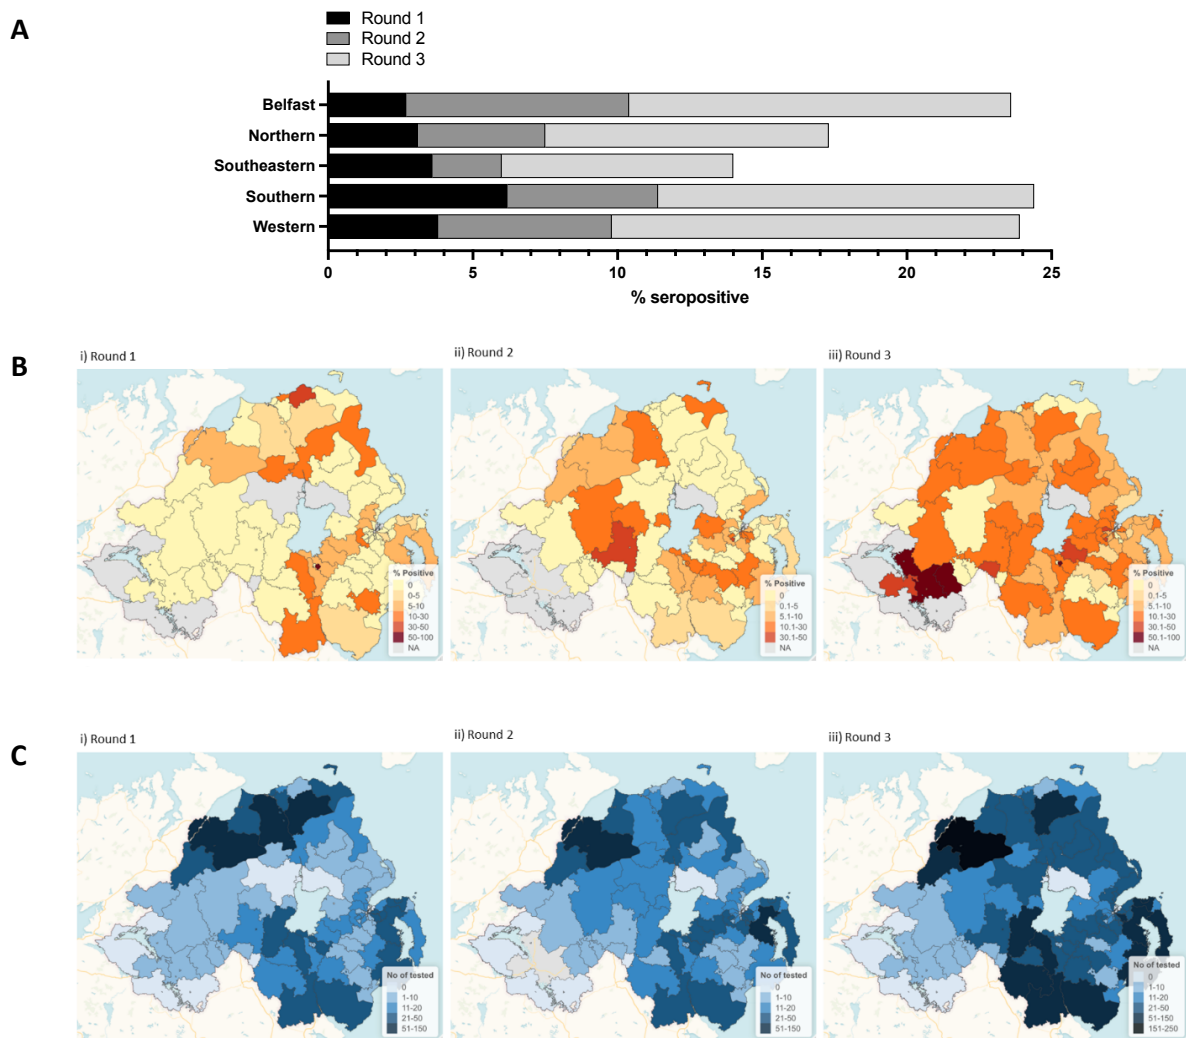 A
Round 1
Round 2
Round 3
Belfast
Northern
Southeastern
Southern
Western
0 5 10 15 20 25
% seropositive
B
i) Round 1
ii) Round 2
iii) Round 3
% Positive
0
0-5
5-10
10-30
30-50
50-100
NA
% Positive
0
0.1-5
5.1-10
10.1-30
30.1-50
NA
% Positive
0
0.1-5
5.1-10
10.1-30
30.1-50
50.1-100
NA
C
i) Round 1
ii) Round 2
iii) Round 3
No of tested
0
1-10
11-20
21-50
51-150
No of tested
0
1-10
11-20
21-50
51-150
No of tested
0
1-10
11-20
21-50
51-150
151-250